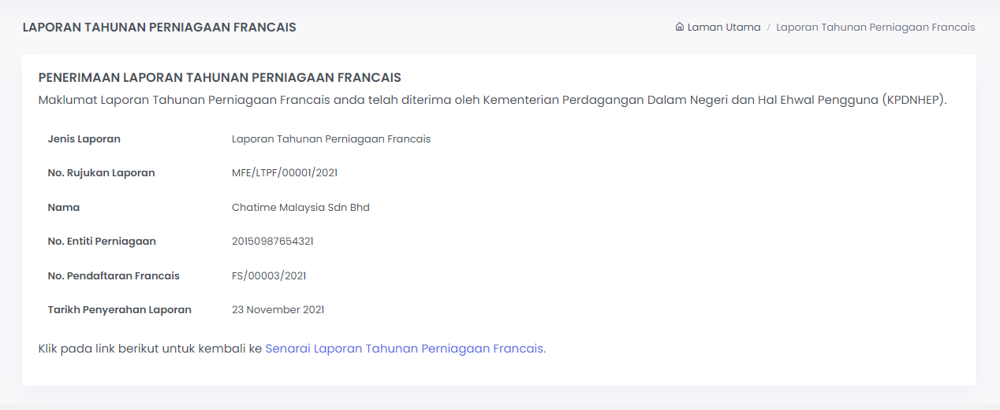 LAPORAN TAHUNAN PERNIAGAAN FRANCAIS
Laman Utama / Laporan Tahunan Perniagaan Francais
PENERIMAAN LAPORAN TAHUNAN PERNIAGAAN FRANCAIS
Maklumat Laporan Tahunan Perniagaan Francais anda telah diterima oleh Kementerian Perdagangan Dalam Negeri dan Hal Ehwal Pengguna (KPDNHEP).
Jenis Laporan Laporan Tahunan Perniagaan Francais
No. Rujukan Laporan MFE/LTPF/00001/2021
Nama Chatime Malaysia Sdn Bhd
No. Entiti Perniagaan 20150987654321
No. Pendaftaran Francais FS/00003/2021
Tarikh Penyerahan Laporan 23 November 2021
Klik pada link berikut untuk kembali ke Senarai Laporan Tahunan Perniagaan Francais.